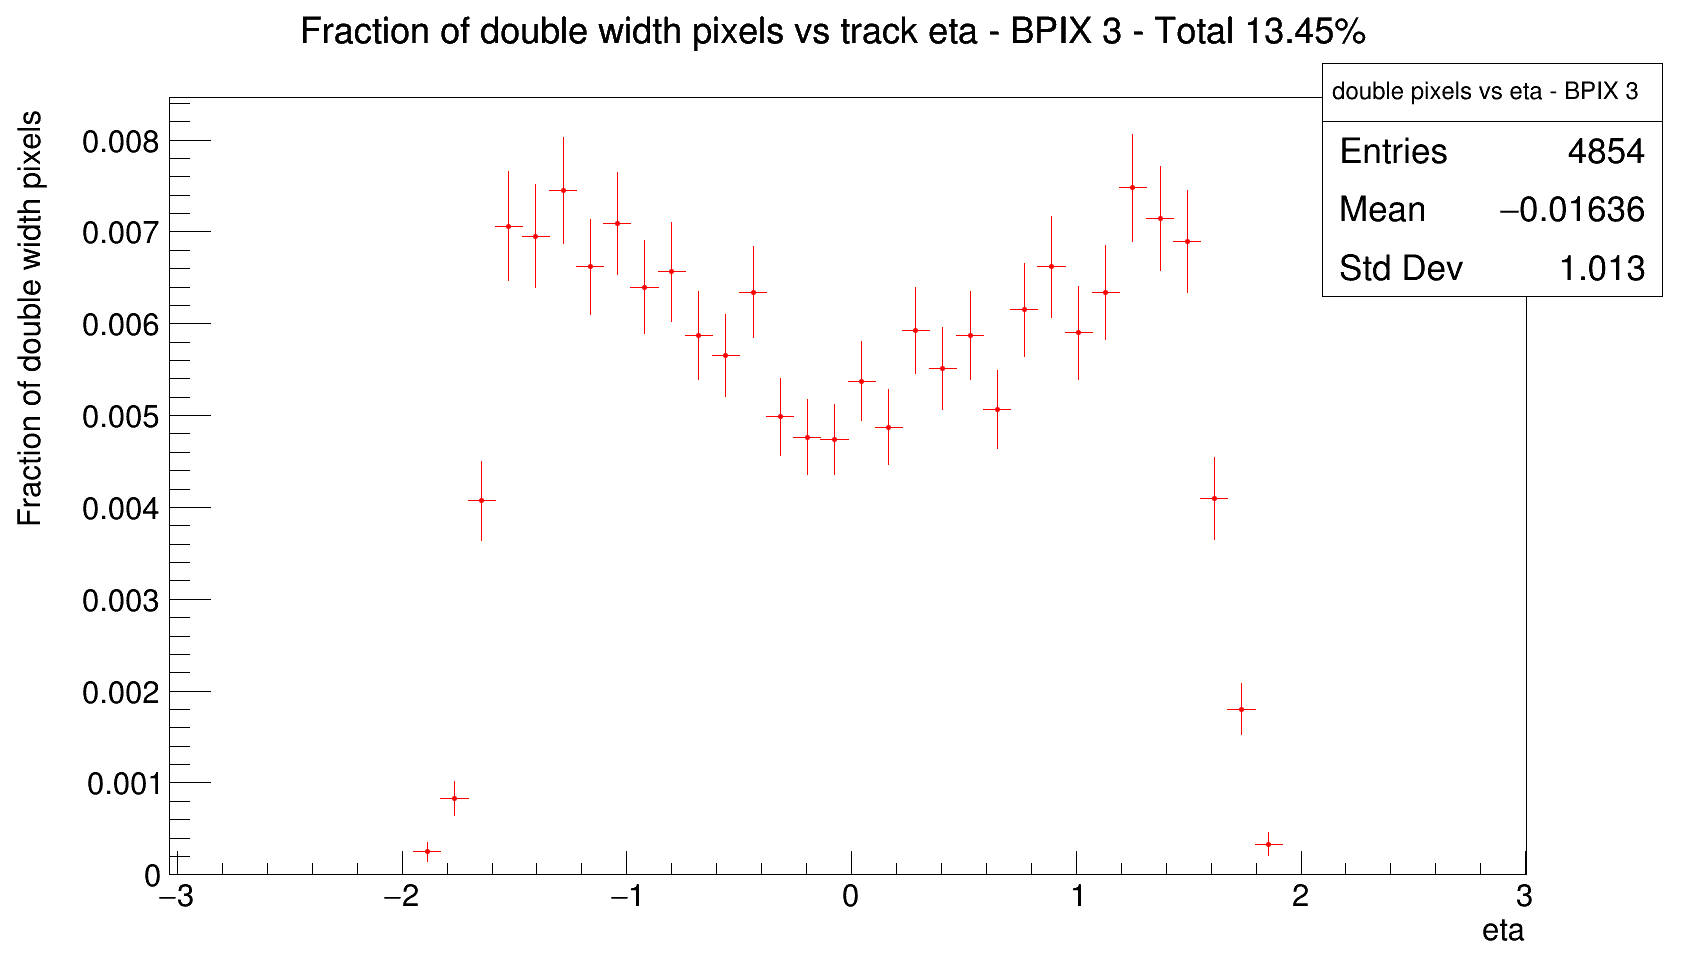 Fraction of double width pixels vs track eta - BPIX 3 - Total 13.45%
double pixels vs eta - BPIX 3
Entries 4854
Mean −0.01636
Std Dev 1.013
Fraction of double width pixels
0.008
0.007
0.006
0.005
0.004
0.003
0.002
0.001
0
−3 −2 −1 0 1 2 3
eta